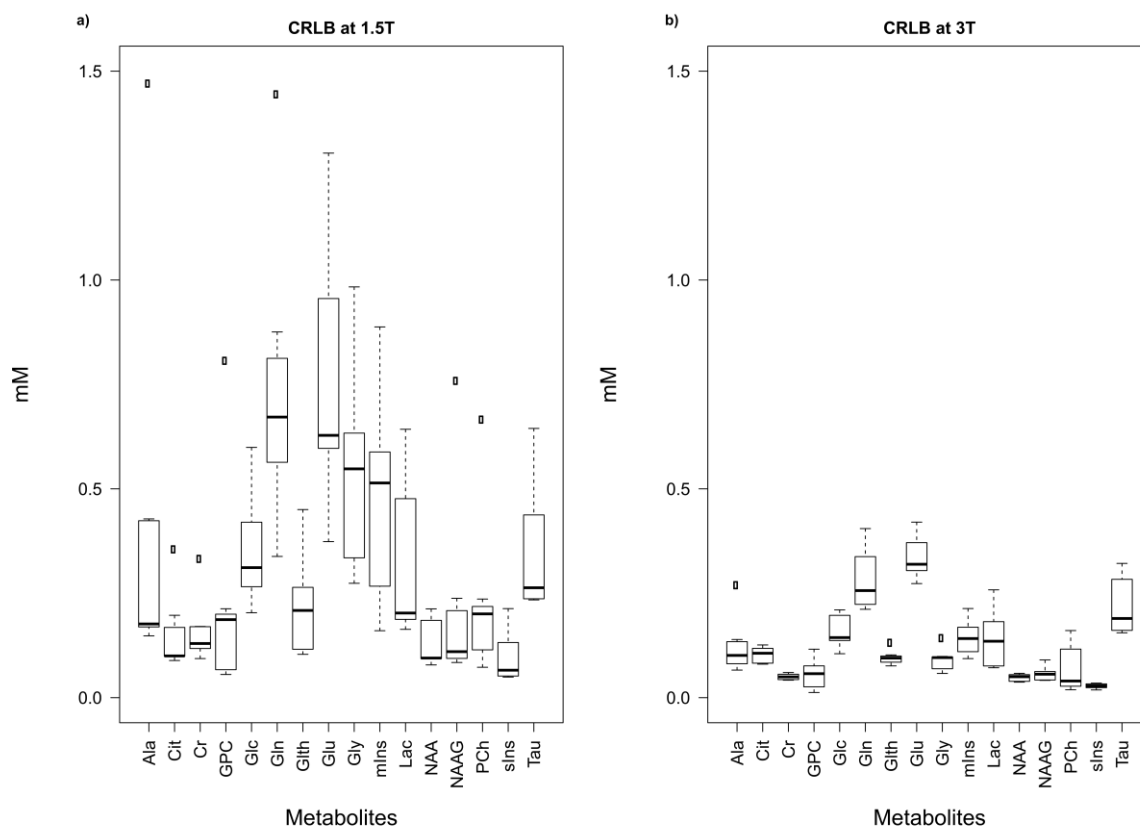 a)
CRLB at 1.5T
1.5
1.0
0.5
0.0
mM
Ala
Cit
Cr
GPC
Glc
Gln
Glth
Glu
Gly
mIns
Lac
NAA
NAAG
PCh
sIns
Tau
Metabolites
b)
CRLB at 3T
1.5
1.0
0.5
0.0
mM
Ala
Cit
Cr
GPC
Glc
Gln
Glth
Glu
Gly
mIns
Lac
NAA
NAAG
PCh
sIns
Tau
Metabolites